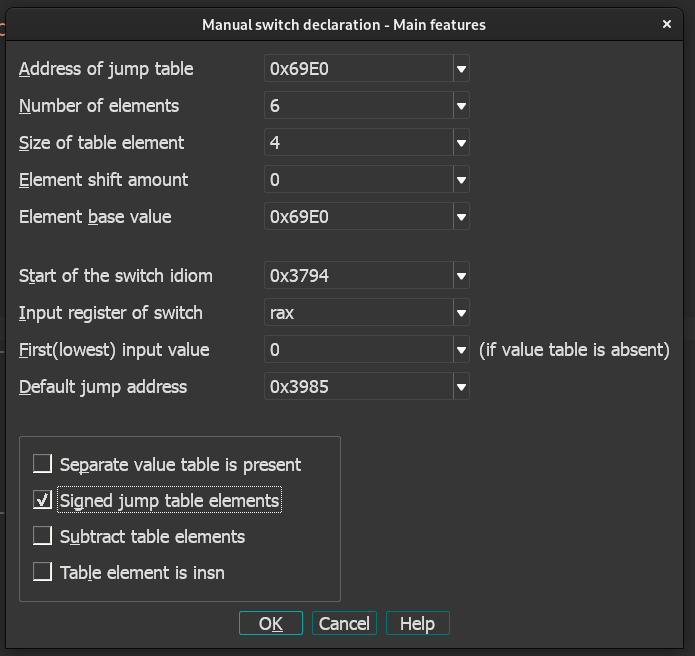 Manual switch declaration - Main features ×
Address of jump table 0x69E0
Number of elements 6
Size of table element 4
Element shift amount 0
Element base value 0x69E0
Start of the switch idiom 0x3794
Input register of switch rax
First(lowest) input value 0 (if value table is absent)
Default jump address 0x3985
Separate value table is present
Signed jump table elements
Subtract table elements
Table element is insn
OK Cancel Help